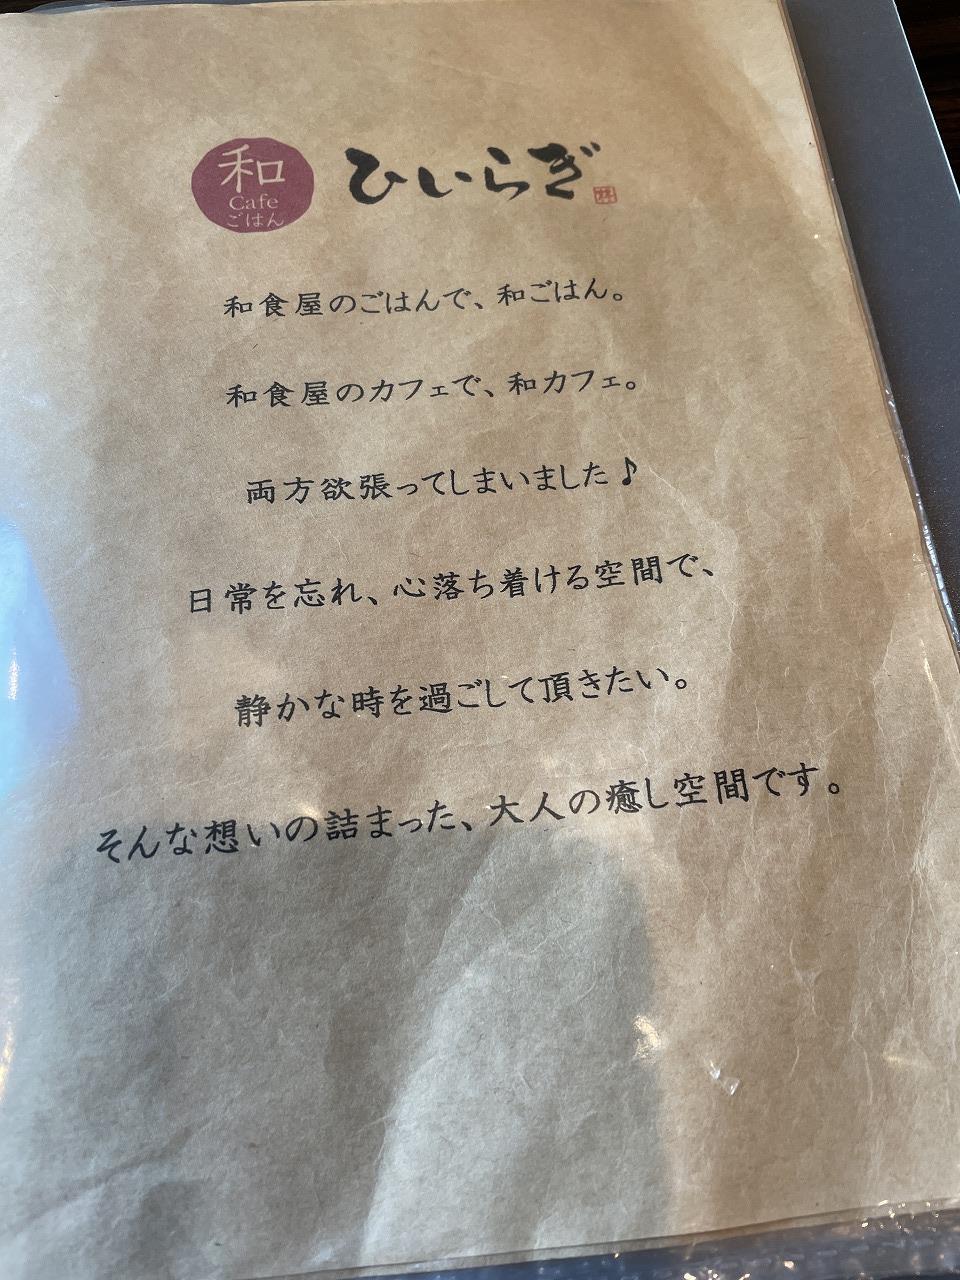 和
Cafe
ごはん
ひいらぎ
和食屋のごはんで、和ごはん。
和食屋のカフェで、和カフェ。
両方欲張ってしまいました♪
日常を忘れ、心落ち着ける空間で、
静かな時を過ごして頂きたい。
そんな想いの詰まった、大人の癒し空間です。